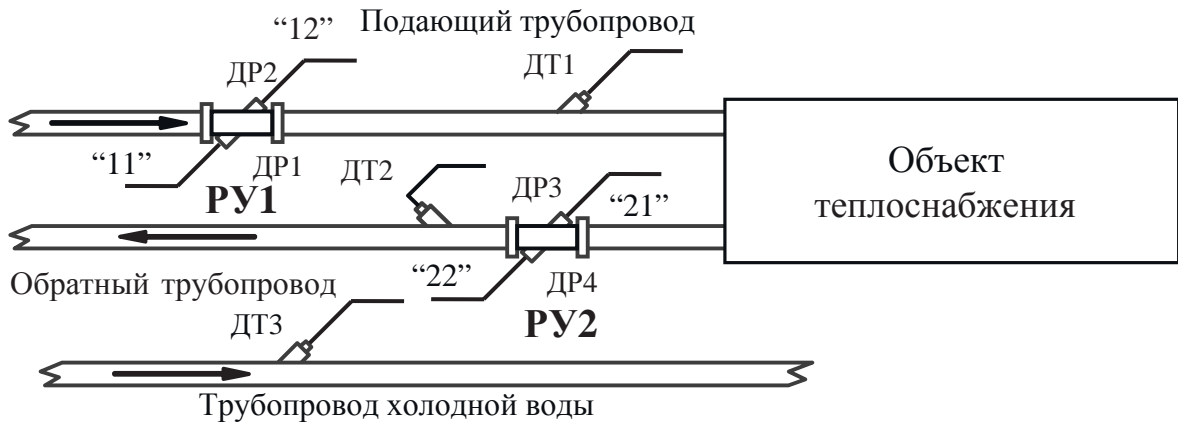 “12”
Подающий трубопровод
ДР2
ДТ1
“11”
ДР1
РУ1
Объект
теплоснабжения
ДТ2
ДР3
“21”
“22”
ДР4
РУ2
Обратный трубопровод
ДТ3
Трубопровод холодной воды